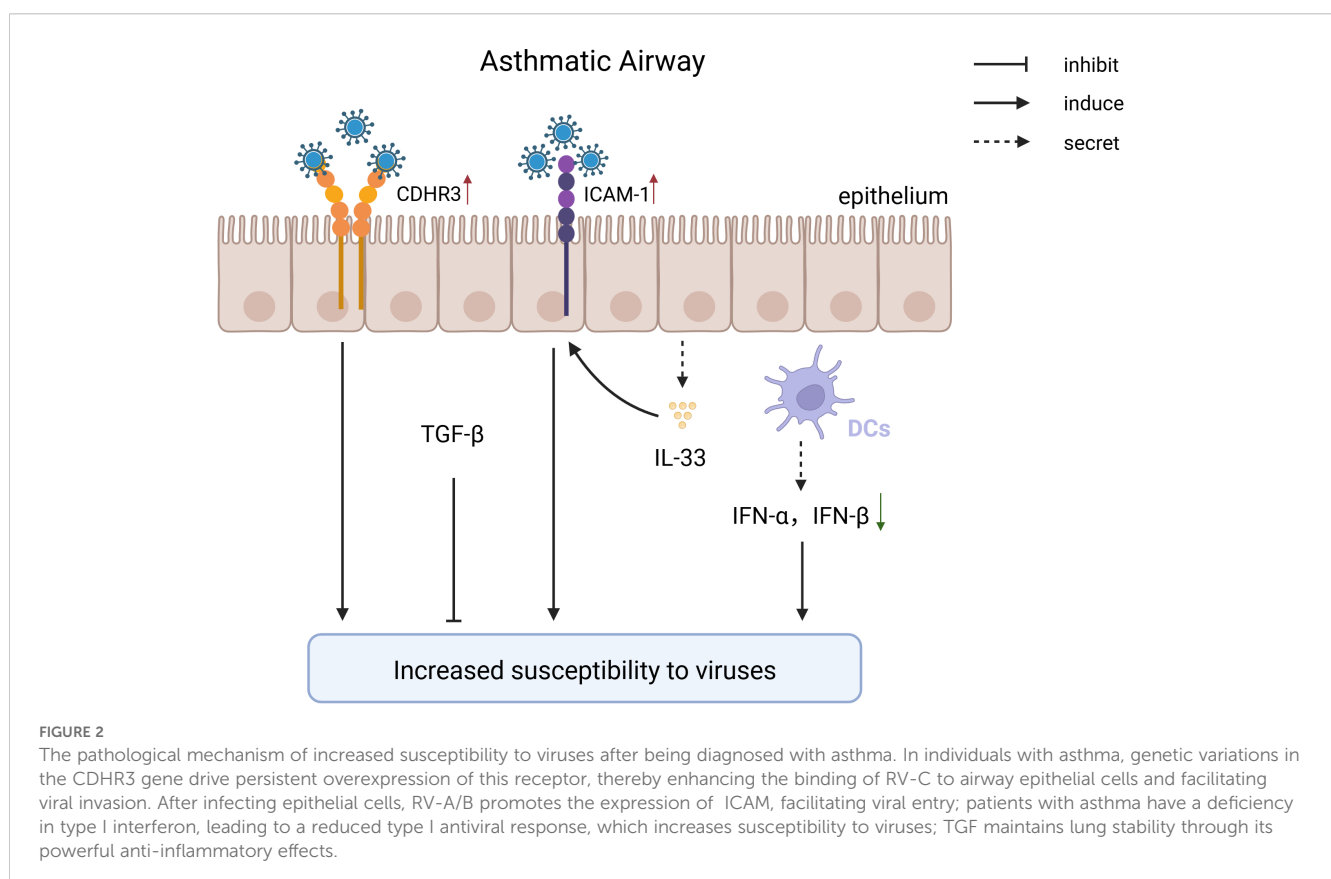 Asthmatic Airway
inhibit
induce
secret
CDHR3
ICAM-1
epithelium
TGF-β
IL-33
DCs
IFN-α，IFN-β
Increased susceptibility to viruses
FIGURE 2
The pathological mechanism of increased susceptibility to viruses after being diagnosed with asthma. In individuals with asthma, genetic variations in
the CDHR3 gene drive persistent overexpression of this receptor, thereby enhancing the binding of RV-C to airway epithelial cells and facilitating
viral invasion. After infecting epithelial cells, RV-A/B promotes the expression of ICAM, facilitating viral entry; patients with asthma have a deficiency
in type I interferon, leading to a reduced type I antiviral response, which increases susceptibility to viruses; TGF maintains lung stability through its
powerful anti-inflammatory effects.